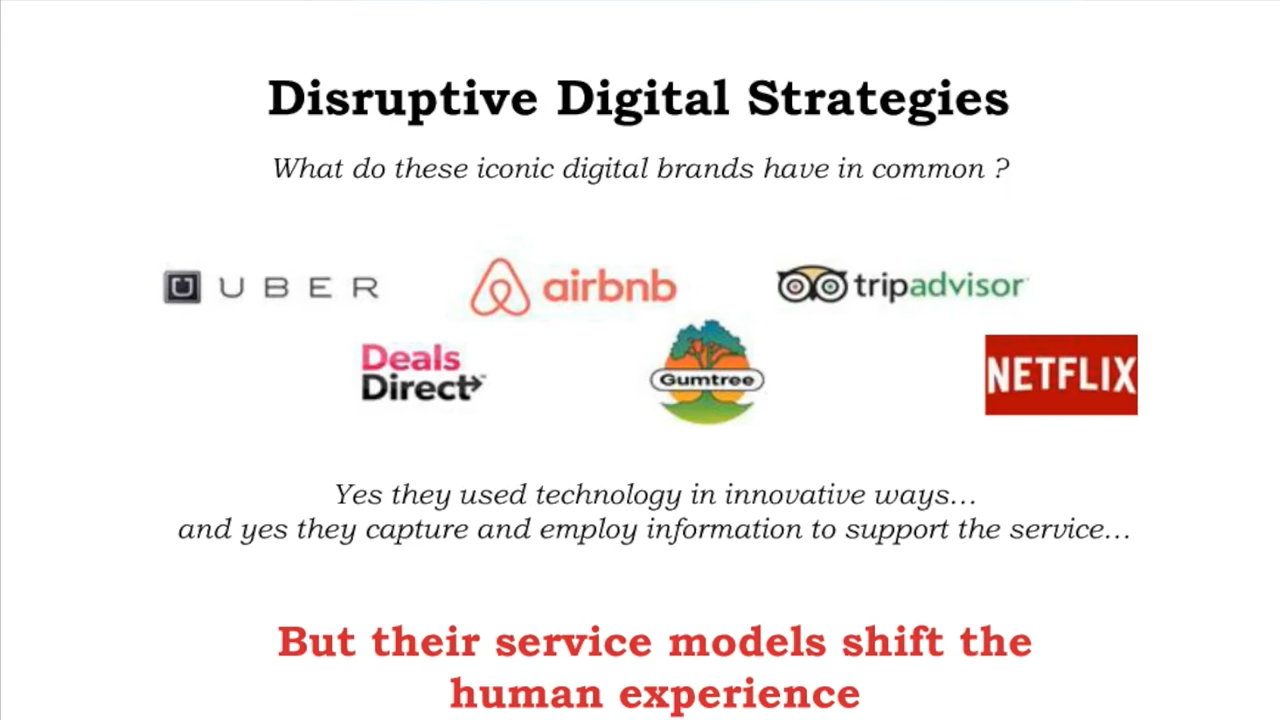 Disruptive Digital Strategies
What do these iconic digital brands have in common ?
UBER airbnb tripadvisor
Deals
Direct
Gumtree
NETFLIX
Yes they used technology in innovative ways...
and yes they capture and employ information to support the service...
But their service models shift the
human experience